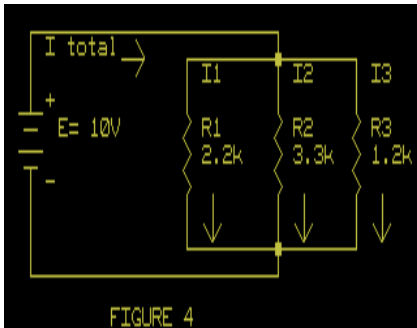 I total
I1 I2 I3
+
E= 10V
R1 R2 R3
2.2k 3.3k 1.2k
-
FIGURE 4